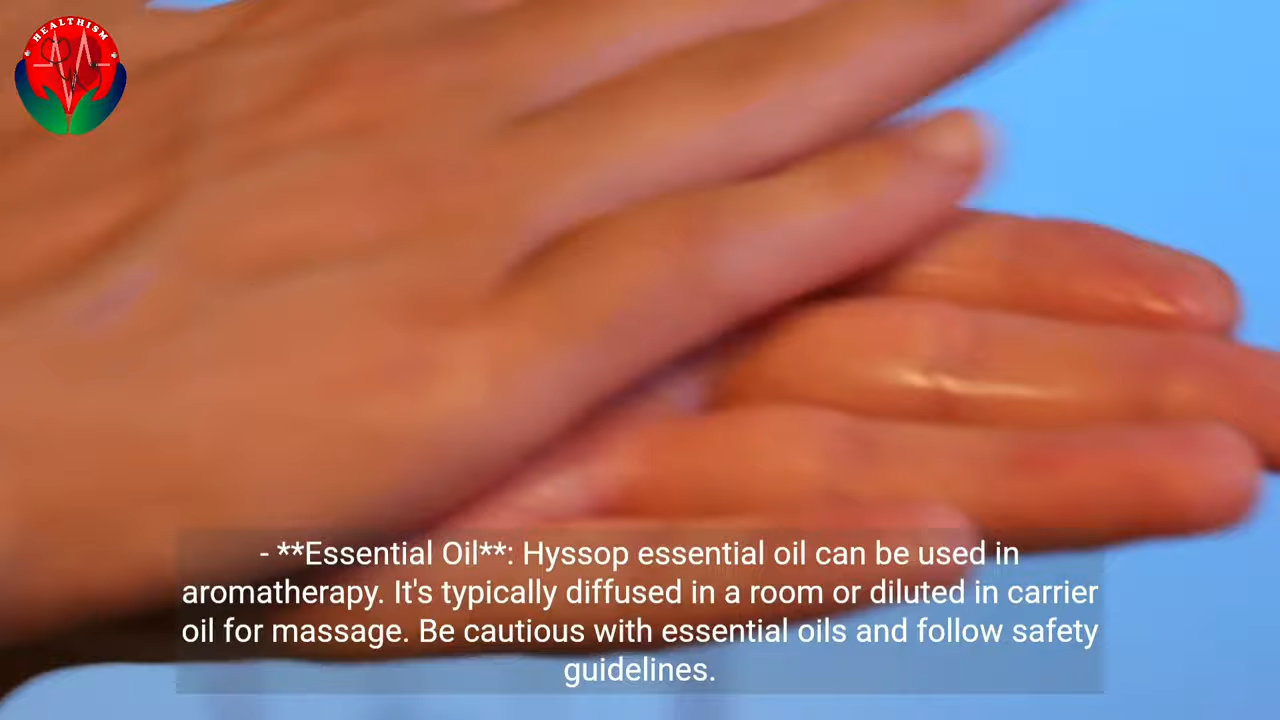 HEALTHISM
- **Essential Oil**: Hyssop essential oil can be used in
aromatherapy. It's typically diffused in a room or diluted in carrier
oil for massage. Be cautious with essential oils and follow safety
guidelines.